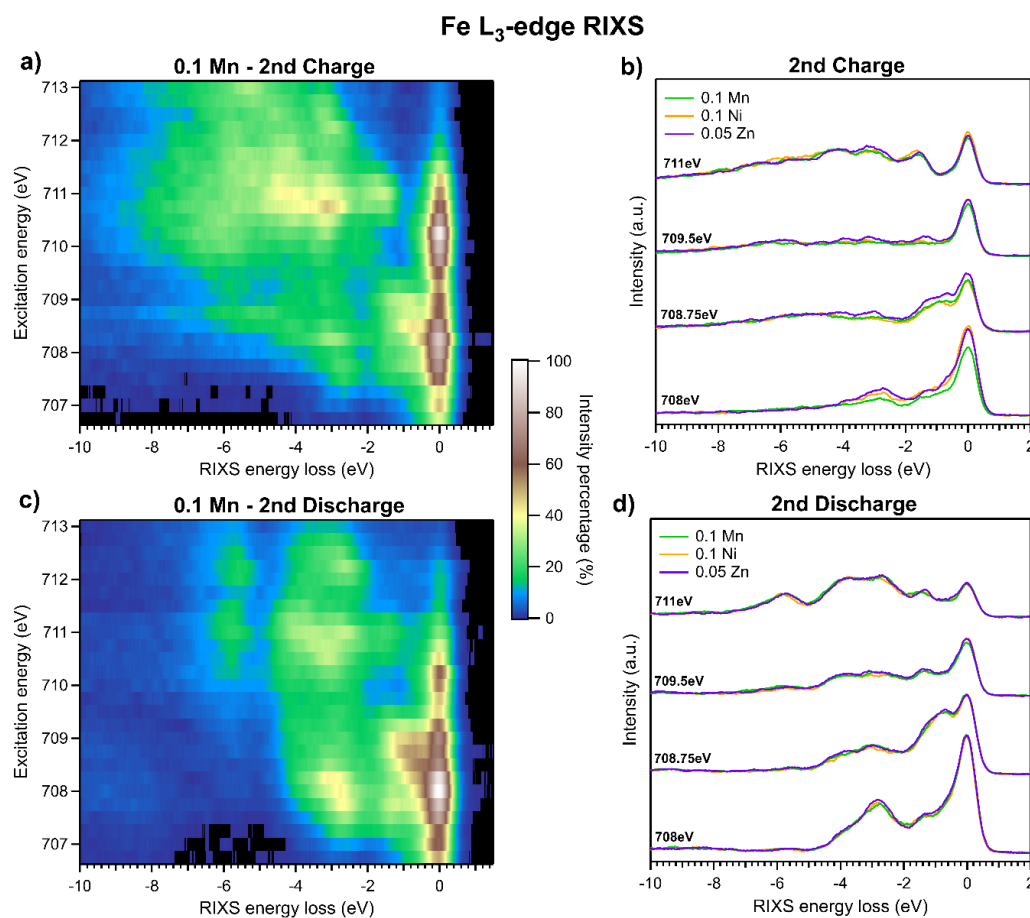 Fe L₃-edge RIXS
a)
0.1 Mn - 2nd Charge
713
712
711
710
709
708
707
Excitation energy (eV)
-10 -8 -6 -4 -2 0
RIXS energy loss (eV)
b)
2nd Charge
0.1 Mn
0.1 Ni
0.05 Zn
711eV
709.5eV
708.75eV
708eV
Intensity (a.u.)
-10 -8 -6 -4 -2 0 2
RIXS energy loss (eV)
100
80
60
40
20
0
Intensity percentage (%)
c)
0.1 Mn - 2nd Discharge
713
712
711
710
709
708
707
Excitation energy (eV)
-10 -8 -6 -4 -2 0
RIXS energy loss (eV)
d)
2nd Discharge
0.1 Mn
0.1 Ni
0.05 Zn
711eV
709.5eV
708.75eV
708eV
Intensity (a.u.)
-10 -8 -6 -4 -2 0 2
RIXS energy loss (eV)